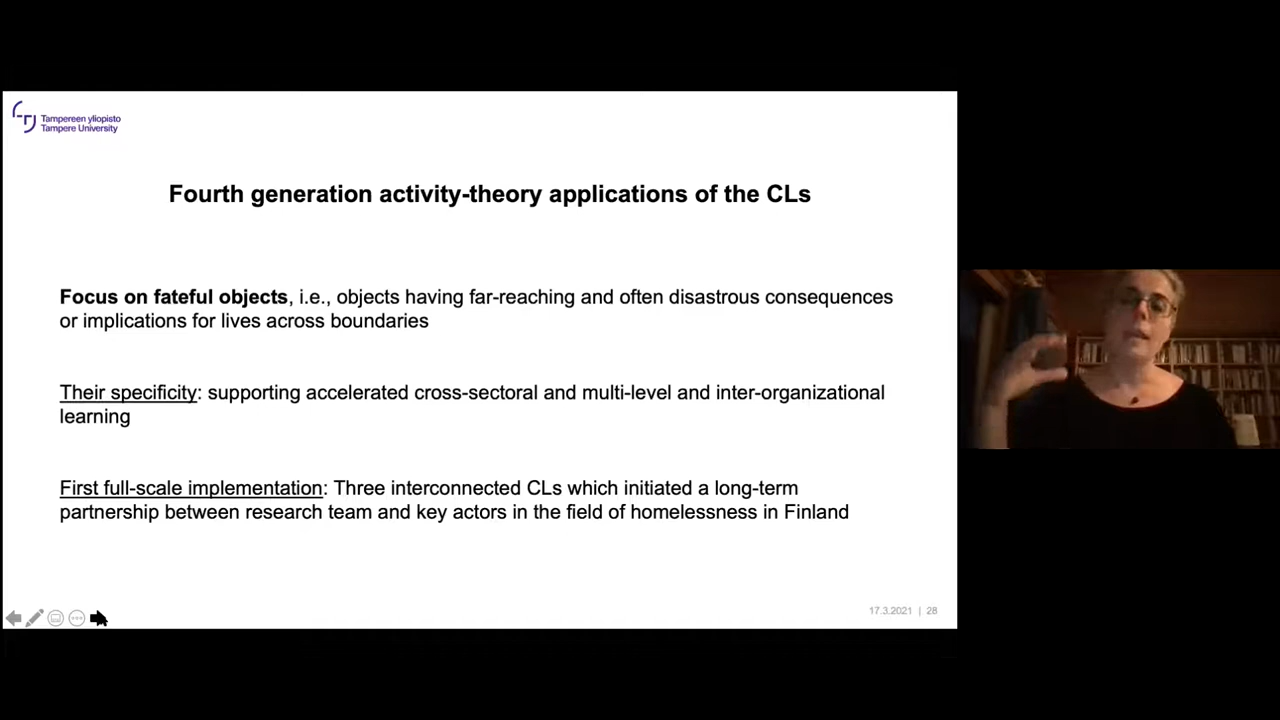 Tampereen yliopisto
Tampere University
Fourth generation activity-theory applications of the CLs
Focus on fateful objects, i.e., objects having far-reaching and often disastrous consequences
or implications for lives across boundaries
Their specificity: supporting accelerated cross-sectoral and multi-level and inter-organizational
learning
First full-scale implementation: Three interconnected CLs which initiated a long-term
partnership between research team and key actors in the field of homelessness in Finland
17.3.2021 | 28